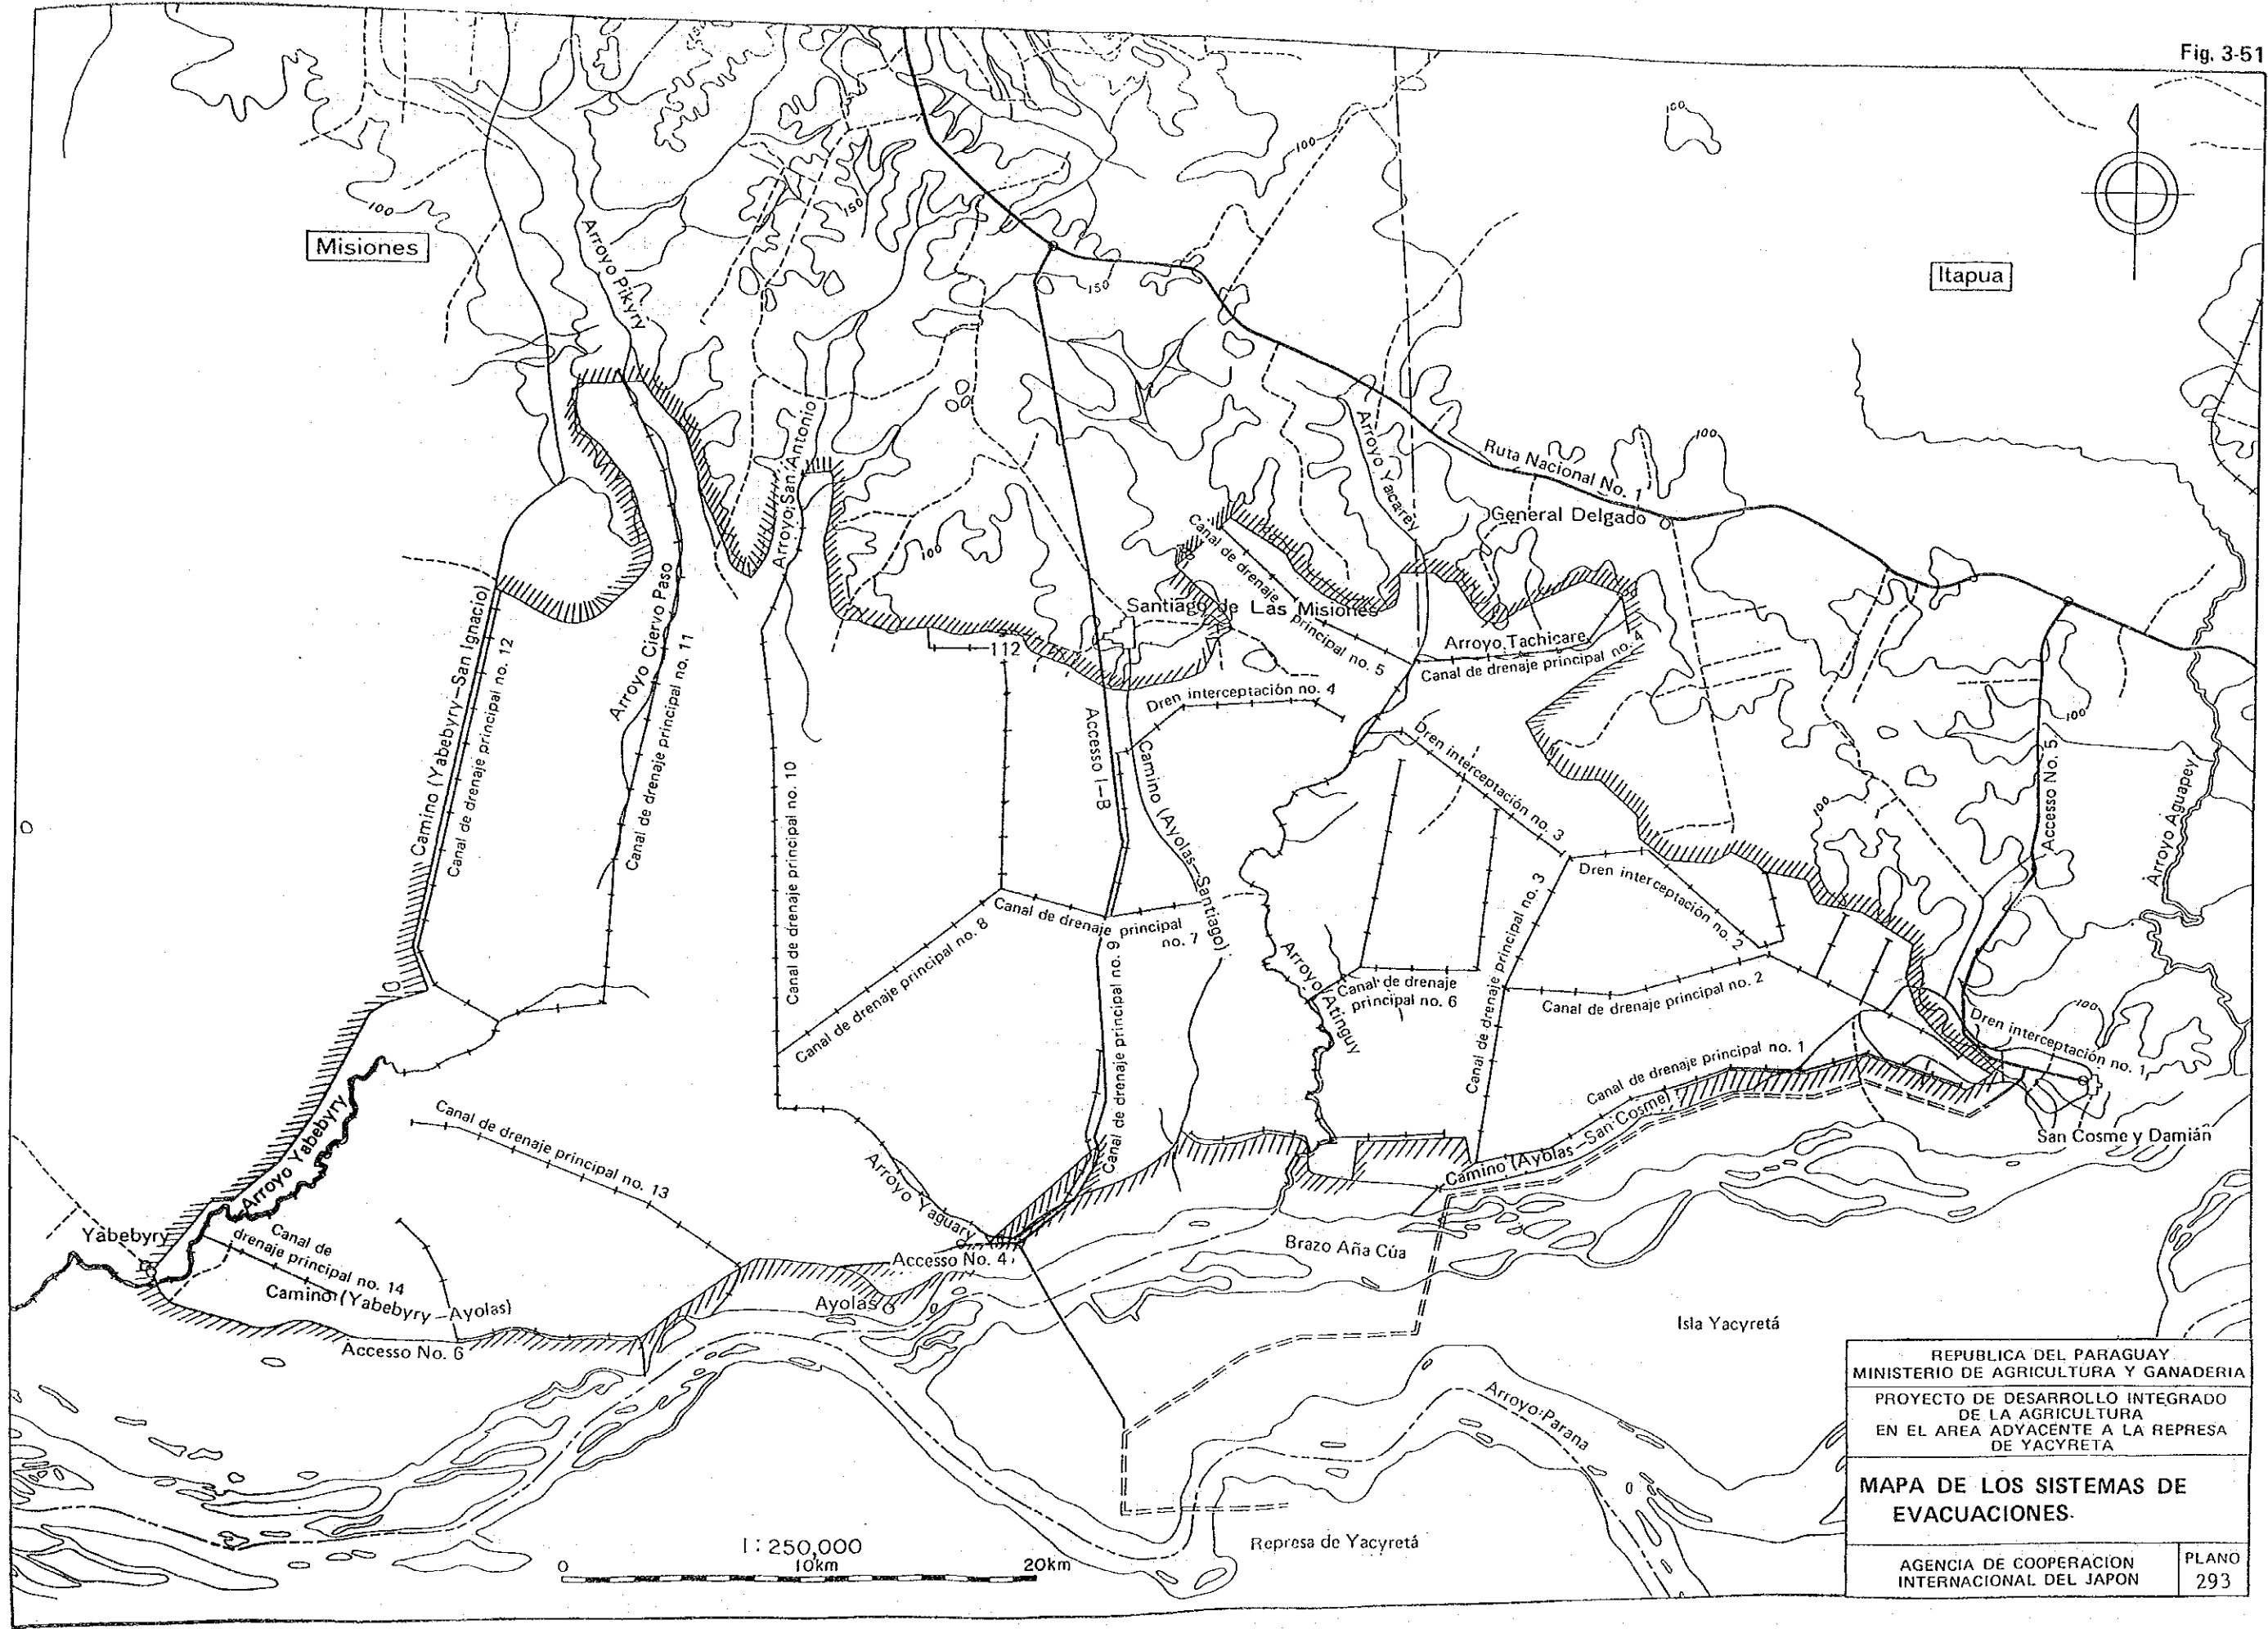 Fig. 3-51
Misiones
Itapua
100
100
100
150
150
150
Arroyo Pikyry
Arroyo San Antonio
Arroyo Yacarey
Ruta Nacional No. 1
100
General Delgado
100
Canal de drenaje principal no. 5
Santiago de Las Misiones
Arroyo Tachicare
Canal de drenaje principal no. 4
112
Dren interceptación no. 4
Camino (Yabebyry–San Ignacio)
Canal de drenaje principal no. 12
Arroyo Ciervo Paso
Canal de drenaje principal no. 11
Canal de drenaje principal no. 10
Acceso I-B
Camino (Ayolas–Santiago)
Dren interceptación no. 3
Dren interceptación no. 2
100
100
Accesso No. 5
Arroyo Aguapey
Canal de drenaje principal no. 8
Canal de drenaje principal
no. 7
Canal de drenaje principal no. 9
Arroyo Atinguy
Canal de drenaje
principal no. 6
Canal de drenaje principal no. 3
Canal de drenaje principal no. 2
Canal de drenaje principal no. 1
Dren interceptación no. 1
100
San Cosme y Damián
Camino (Ayolas–San Cosme)
Arroyo Yabebyry
Canal de drenaje principal no. 13
Arroyo Yaguary
Yabebyry
Canal de
drenaje principal no. 14
Camino (Yabebyry–Ayolas)
Accesso No. 6
Accesso No. 4
Ayolas
Brazo Aña Cúa
Isla Yacyretá
Arroyo Parana
Represa de Yacyretá
1:250,000
0 10km 20km
REPUBLICA DEL PARAGUAY
MINISTERIO DE AGRICULTURA Y GANADERIA
PROYECTO DE DESARROLLO INTEGRADO
DE LA AGRICULTURA
EN EL AREA ADYACENTE A LA REPRESA
DE YACYRETA
MAPA DE LOS SISTEMAS DE
EVACUACIONES.
AGENCIA DE COOPERACION
INTERNACIONAL DEL JAPON
PLANO
293